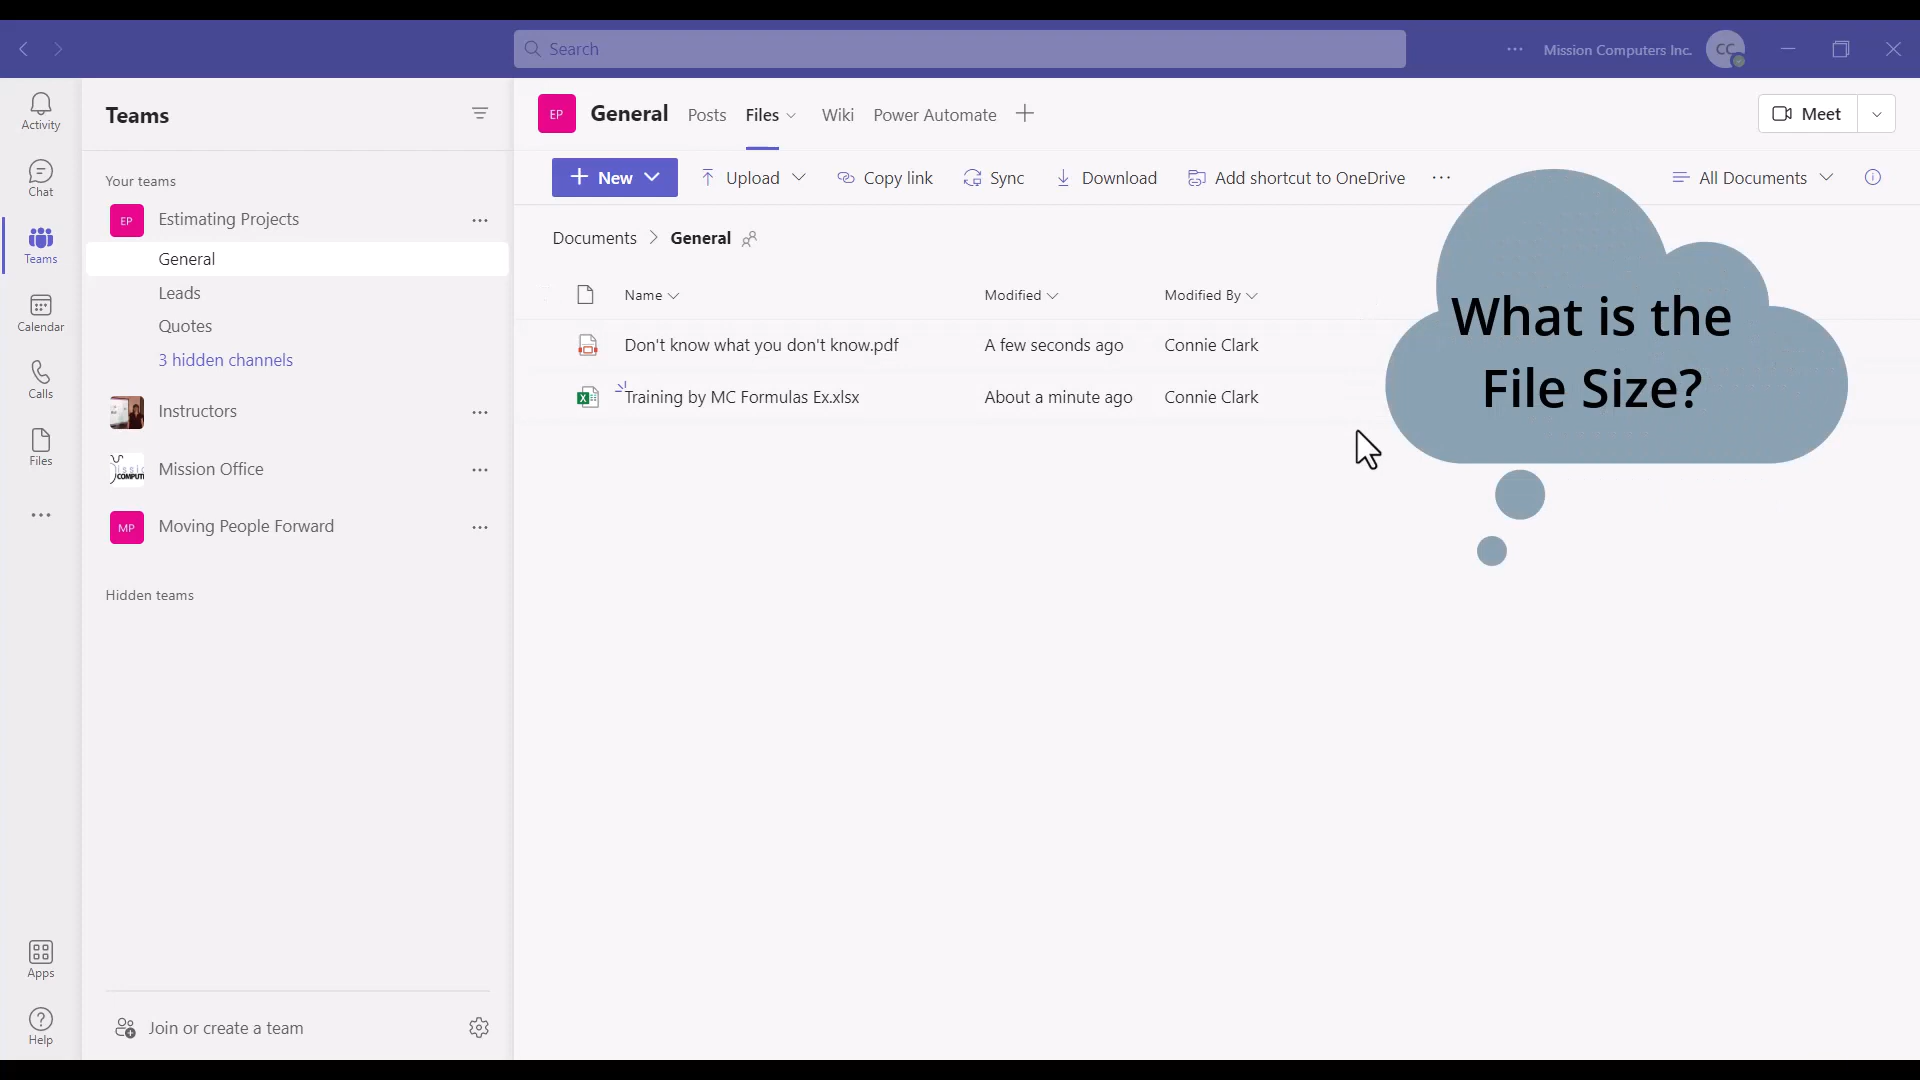 Search
Mission Computers Inc.
CC
Activity
Chat
Teams
Calendar
Calls
Files
Apps
Help
Teams
Your teams
EP Estimating Projects
General
Leads
Quotes
3 hidden channels
Instructors
Mission Office
MP Moving People Forward
Hidden teams
Join or create a team
EP General Posts Files Wiki Power Automate
Meet
New Upload Copy link Sync Download Add shortcut to OneDrive
All Documents
Documents > General
Name Modified Modified By
Don't know what you don't know.pdf A few seconds ago Connie Clark
Training by MC Formulas Ex.xlsx About a minute ago Connie Clark
What is the
File Size?